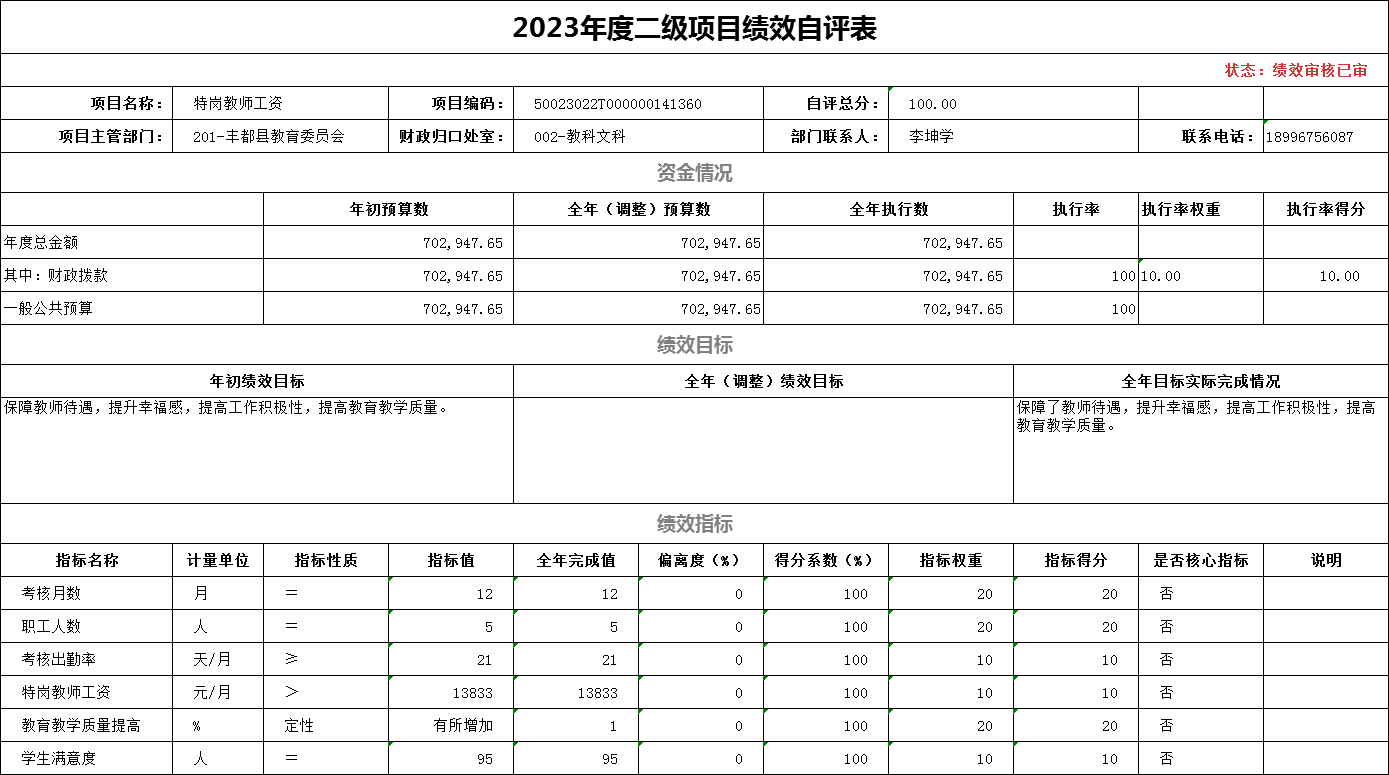 2023年度二级项目绩效自评表
状态：绩效审核已审
项目名称： 特岗教师工资 项目编码： 50023022T000000141360 自评总分： 100.00
项目主管部门： 201-丰都县教育委员会 财政归口处室： 002-教科文科 部门联系人： 李坤学 联系电话： 18996756087
资金情况
年初预算数 全年（调整）预算数 全年执行数 执行率 执行率权重 执行率得分
年度总金额 702,947.65 702,947.65 702,947.65
其中：财政拨款 702,947.65 702,947.65 702,947.65 100 10.00 10.00
一般公共预算 702,947.65 702,947.65 702,947.65 100
绩效目标
年初绩效目标 全年（调整）绩效目标 全年目标实际完成情况
保障教师待遇，提升幸福感，提高工作积极性，提高教育教学质量。 保障了教师待遇，提升幸福感，提高工作积极性，提高
教育教学质量。
绩效指标
指标名称 计量单位 指标性质 指标值 全年完成值 偏离度（%） 得分系数（%） 指标权重 指标得分 是否核心指标 说明
考核月数 月 ＝ 12 12 0 100 20 20 否
职工人数 人 ＝ 5 5 0 100 20 20 否
考核出勤率 天/月 ≥ 21 21 0 100 10 10 否
特岗教师工资 元/月 ＞ 13833 13833 0 100 10 10 否
教育教学质量提高 % 定性 有所增加 1 0 100 20 20 否
学生满意度 人 ＝ 95 95 0 100 10 10 否